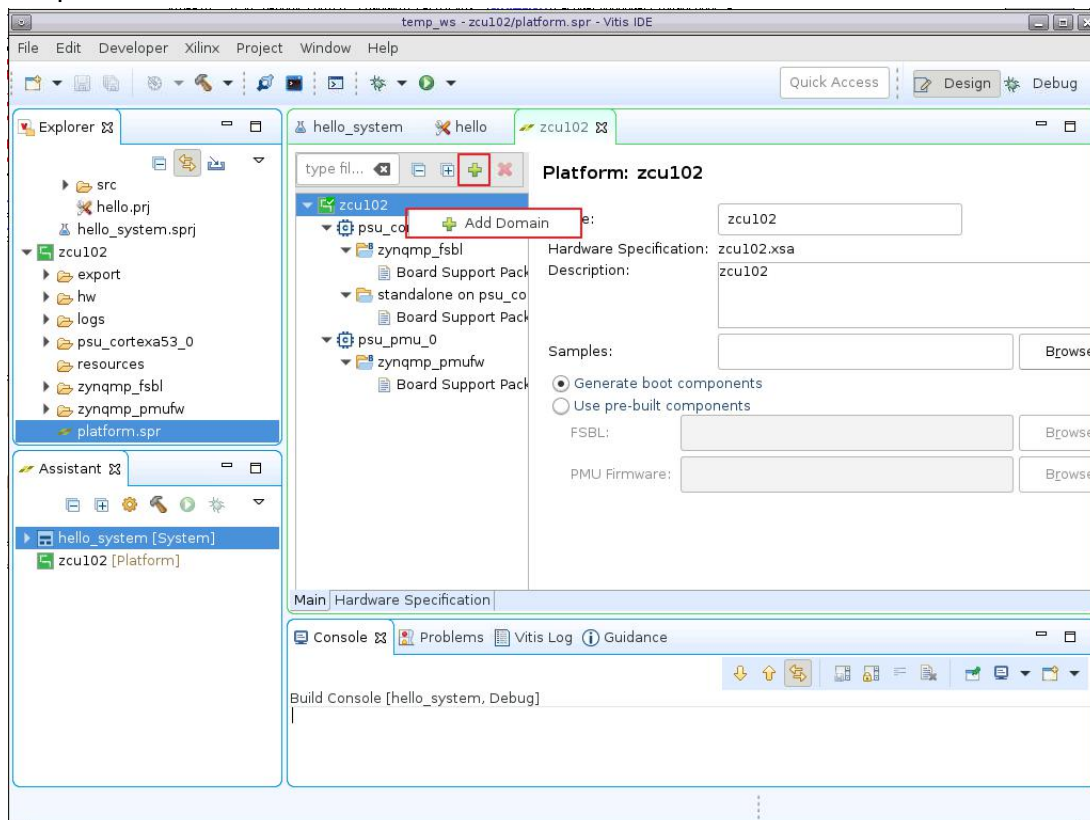 temp_ws - zcu102/platform.spr - Vitis IDE
File Edit Developer Xilinx Project Window Help
Quick Access
Design
Debug
Explorer
src
hello.prj
hello_system.sprj
zcu102
export
hw
logs
psu_cortexa53_0
resources
zynqmp_fsbl
zynqmp_pmufw
platform.spr
Assistant
hello_system [System]
zcu102 [Platform]
hello_system hello zcu102
type fil...
zcu102
psu_co
Add Domain
zynqmp_fsbl
Board Support Pack
standalone on psu_co
Board Support Pack
psu_pmu_0
zynqmp_pmufw
Board Support Pack
Platform: zcu102
e: zcu102
Hardware Specification: zcu102.xsa
Description: zcu102
Samples: Browse
Generate boot components
Use pre-built components
FSBL: Browse
PMU Firmware: Browse
Main Hardware Specification
Console Problems Vitis Log Guidance
Build Console [hello_system, Debug]